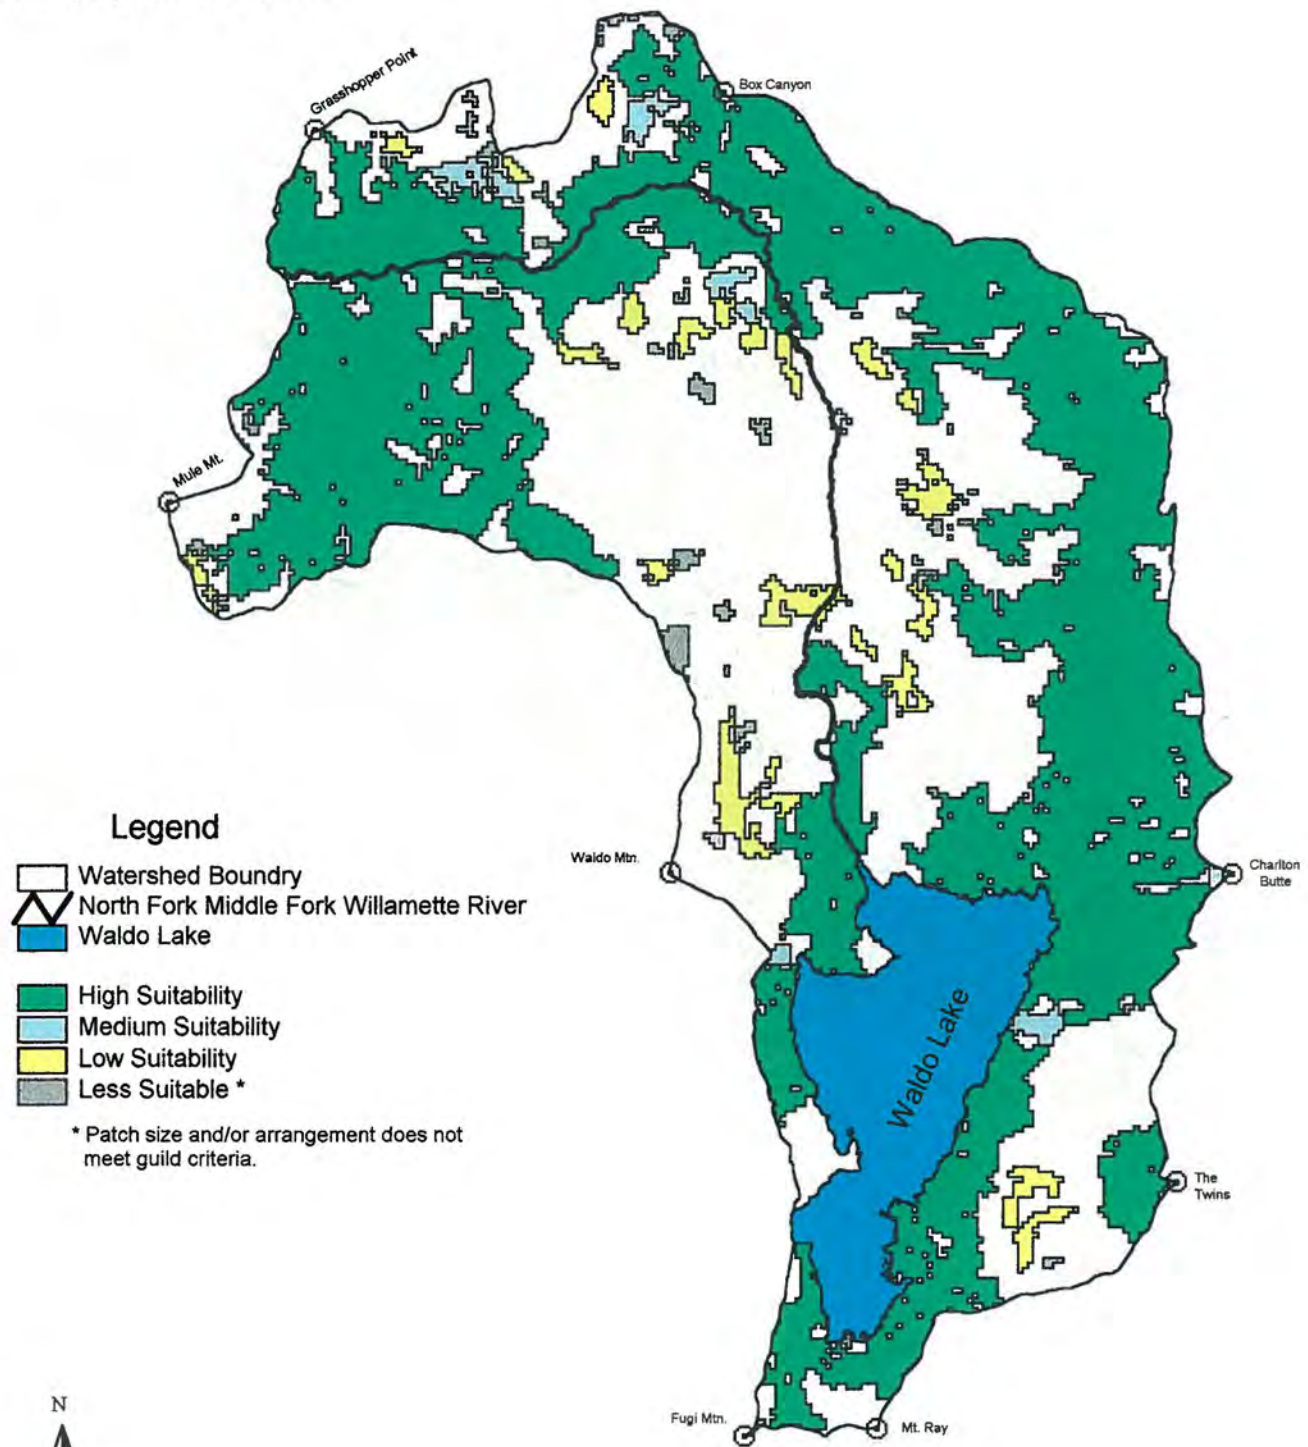 Grasshopper Point
Box Canyon
Mule Mt.
Legend
Watershed Boundry
North Fork Middle Fork Willamette River
Waldo Lake
High Suitability
Medium Suitability
Low Suitability
Less Suitable *
* Patch size and/or arrangement does not
meet guild criteria.
Waldo Mtn.
Charlton
Butte
Waldo Lake
The
Twins
Fugi Mtn.
Mt. Ray
N